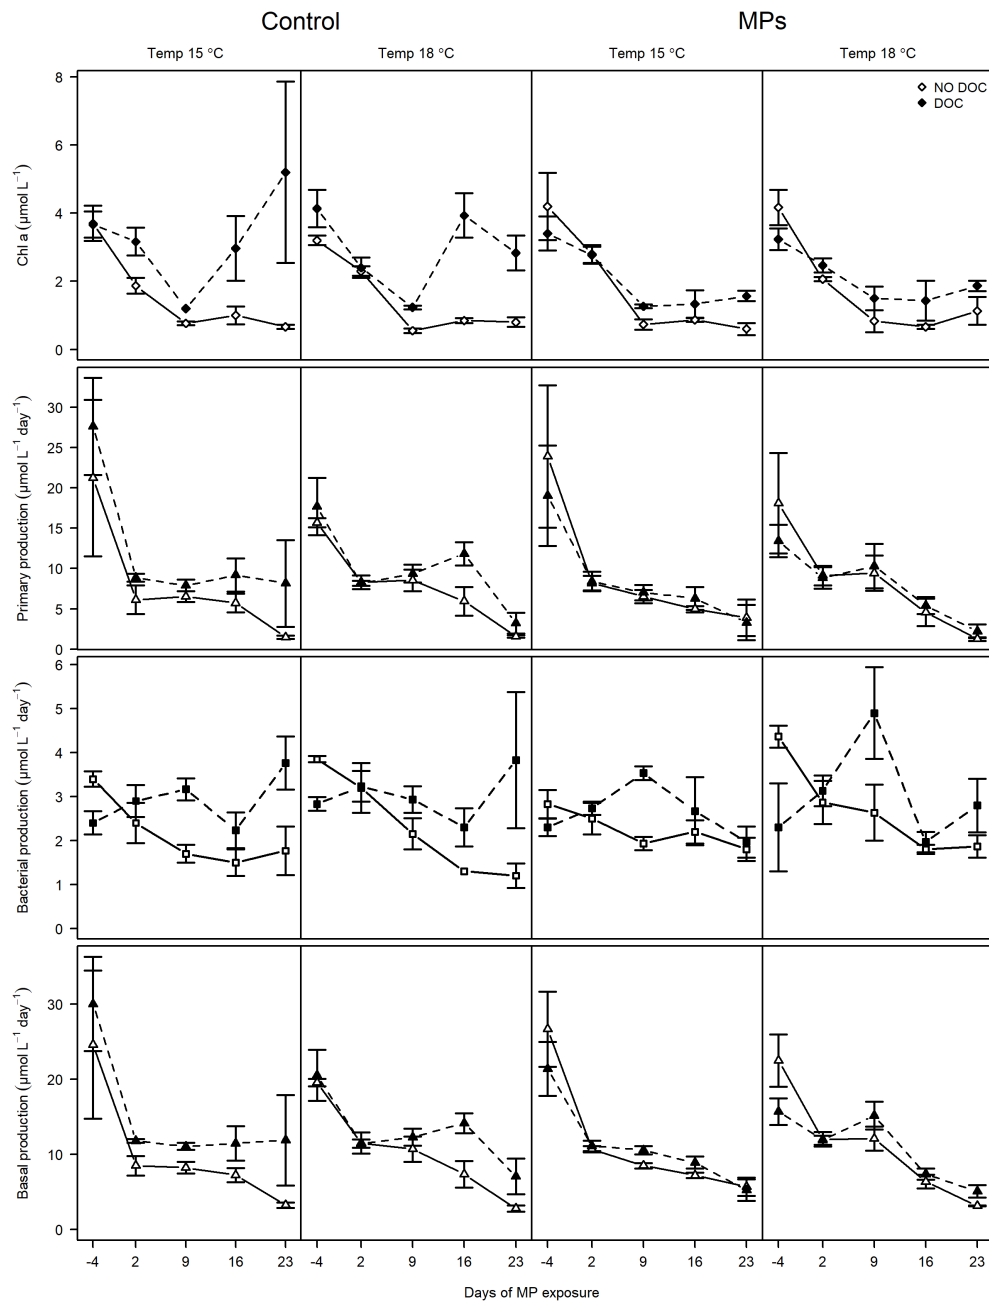 Control MPs
Temp 15 °C Temp 18 °C Temp 15 °C Temp 18 °C
NO DOC
DOC
Chl a (μmol L⁻¹)
8
6
4
2
0
Primary production (μmol L⁻¹ day⁻¹)
30
25
20
15
10
5
0
Bacterial production (μmol L⁻¹ day⁻¹)
6
5
4
3
2
1
0
Basal production (μmol L⁻¹ day⁻¹)
30
20
10
0
-4 2 9 16 23 -4 2 9 16 23 -4 2 9 16 23 -4 2 9 16 23
Days of MP exposure